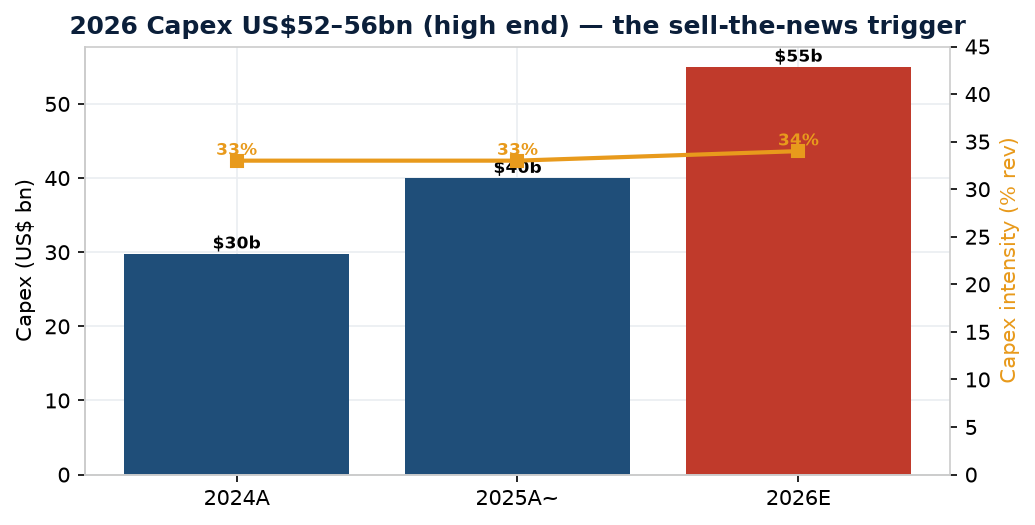 2026 Capex US$52–56bn (high end) — the sell-the-news trigger
Capex (US$ bn)
50
40
30
20
10
0
$30b
$40b
$55b
33%
33%
34%
45
40
35
30
25
20
15
10
5
0
Capex intensity (% rev)
2024A
2025A~
2026E